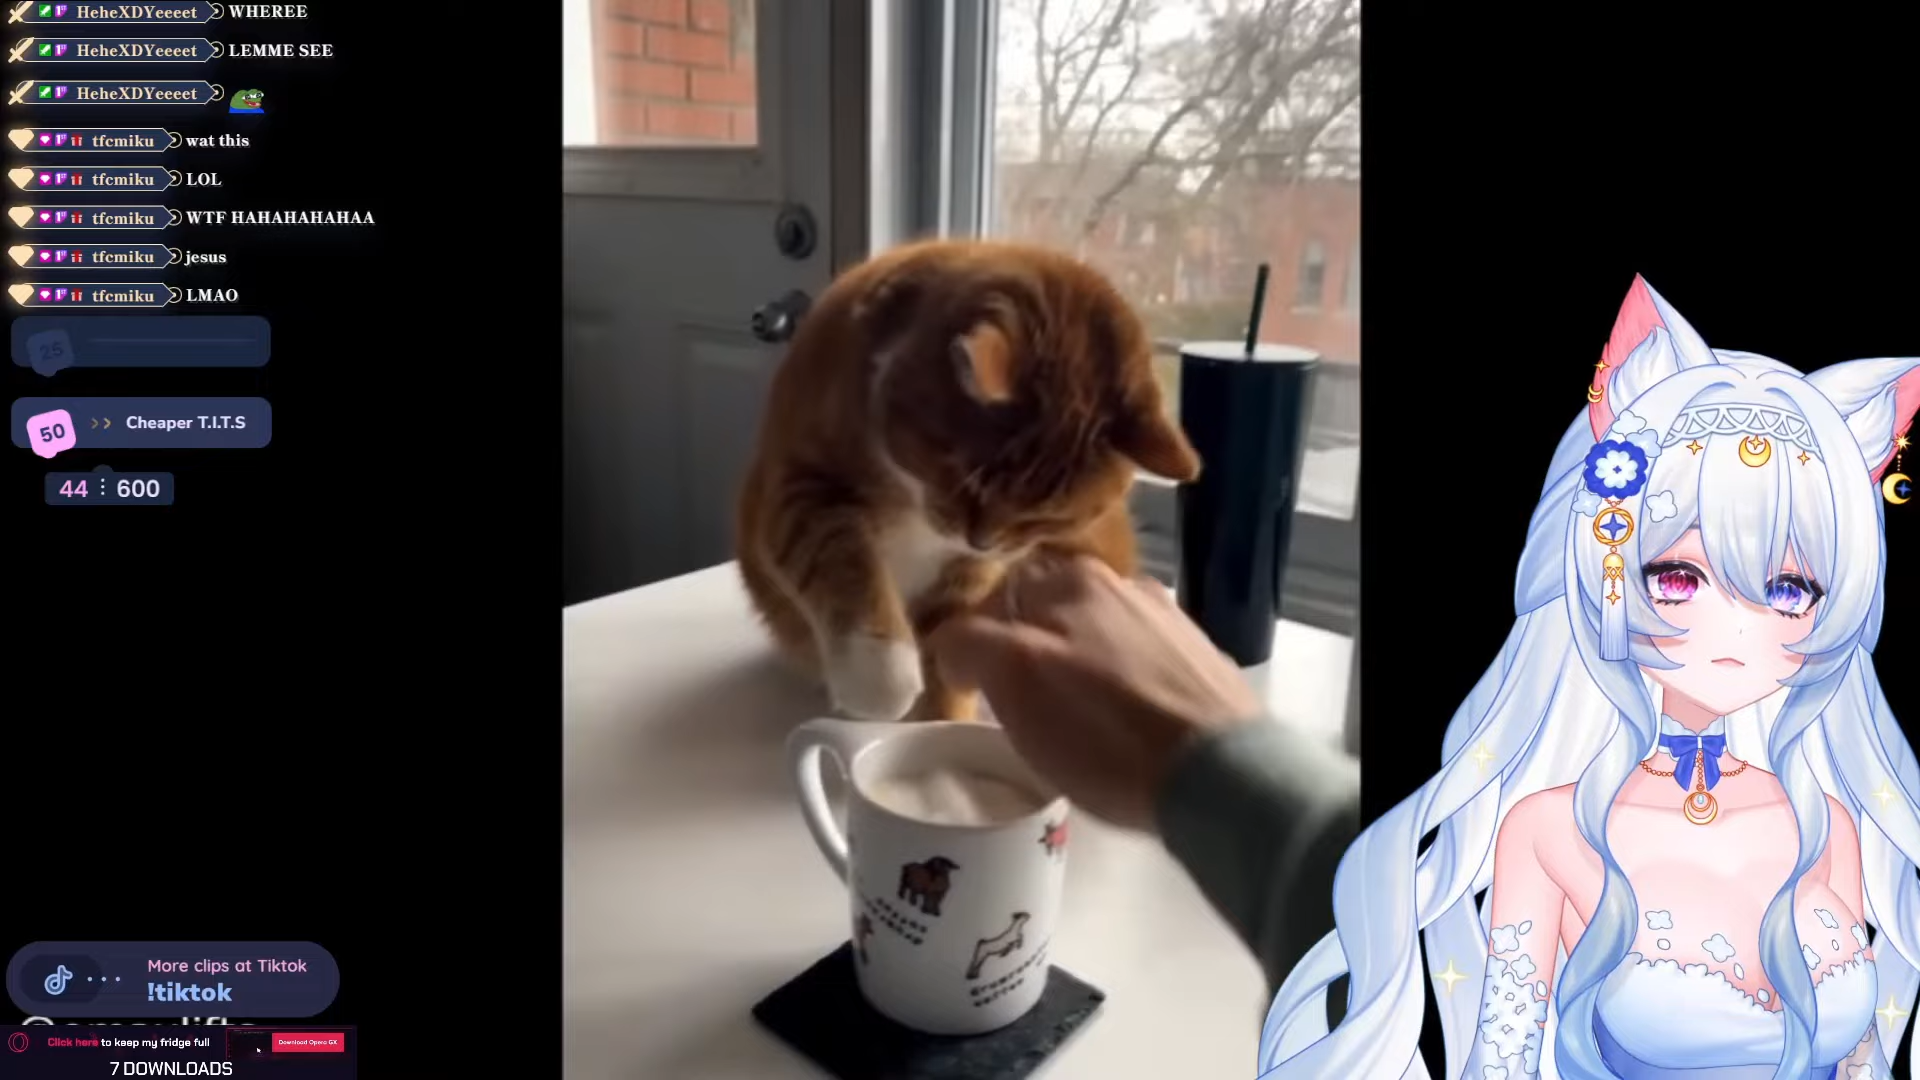 HeheXDYeeeet WHEREE
HeheXDYeeeet LEMME SEE
HeheXDYeeeet
tfcmiku wat this
tfcmiku LOL
tfcmiku WTF HAHAHAHAHAA
tfcmiku jesus
tfcmiku LMAO
25
50 >> Cheaper T.I.T.S
44 : 600
More clips at Tiktok
!tiktok
Click here to keep my fridge full
Download Opera GX
7 DOWNLOADS